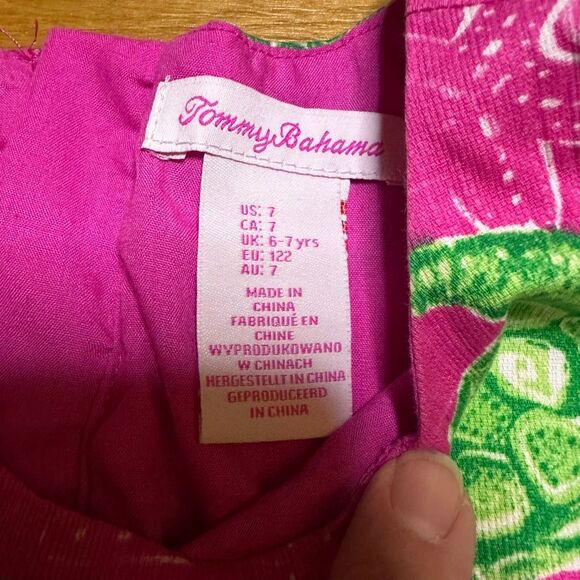 Tommy Bahama
US: 7
CA: 7
UK: 6-7 yrs
EU: 122
AU: 7
MADE IN
CHINA
FABRIQUÉ EN
CHINE
WYPRODUKOWANO
W CHINACH
HERGESTELLT IN CHINA
GEPRODUCEERD
IN CHINA